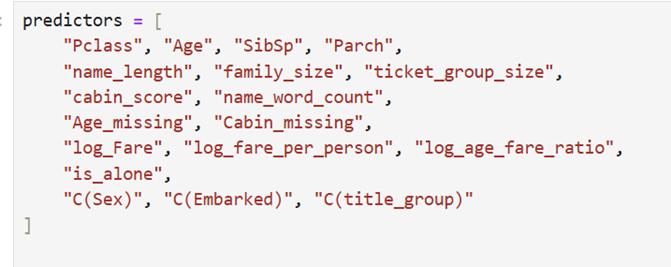 predictors = [
"Pclass", "Age", "SibSp", "Parch",
"name_length", "family_size", "ticket_group_size",
"cabin_score", "name_word_count",
"Age_missing", "Cabin_missing",
"log_Fare", "log_fare_per_person", "log_age_fare_ratio",
"is_alone",
"C(Sex)", "C(Embarked)", "C(title_group)"
]